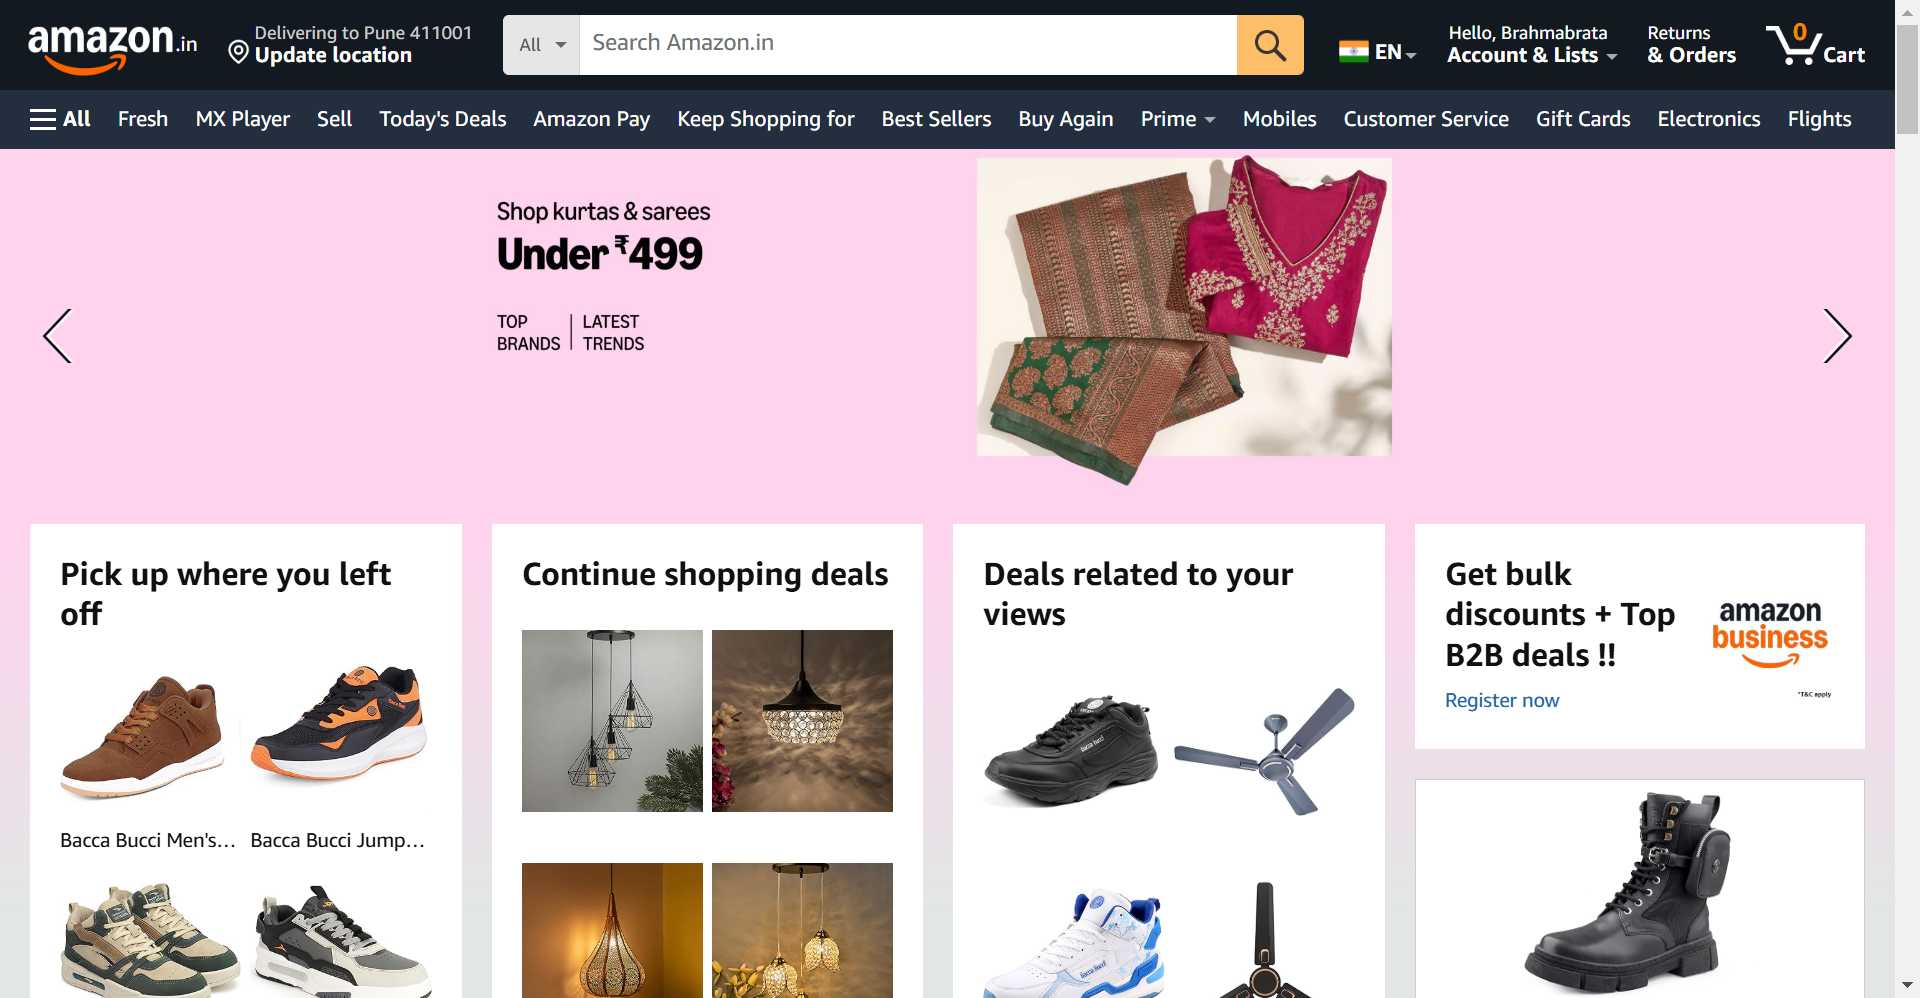 amazon.in
Delivering to Pune 411001
Update location
All
Search Amazon.in
EN
Hello, Brahmabrata
Account & Lists
Returns
& Orders
0
Cart
All
Fresh
MX Player
Sell
Today's Deals
Amazon Pay
Keep Shopping for
Best Sellers
Buy Again
Prime
Mobiles
Customer Service
Gift Cards
Electronics
Flights
Shop kurtas & sarees
Under ₹499
TOP
BRANDS
LATEST
TRENDS
Pick up where you left
off
Bacca Bucci Men's...
Bacca Bucci Jump...
Continue shopping deals
Deals related to your
views
Bacca Bucci
Bacca Bucci
Get bulk
discounts + Top
B2B deals !!
Register now
amazon
business
*T&C apply